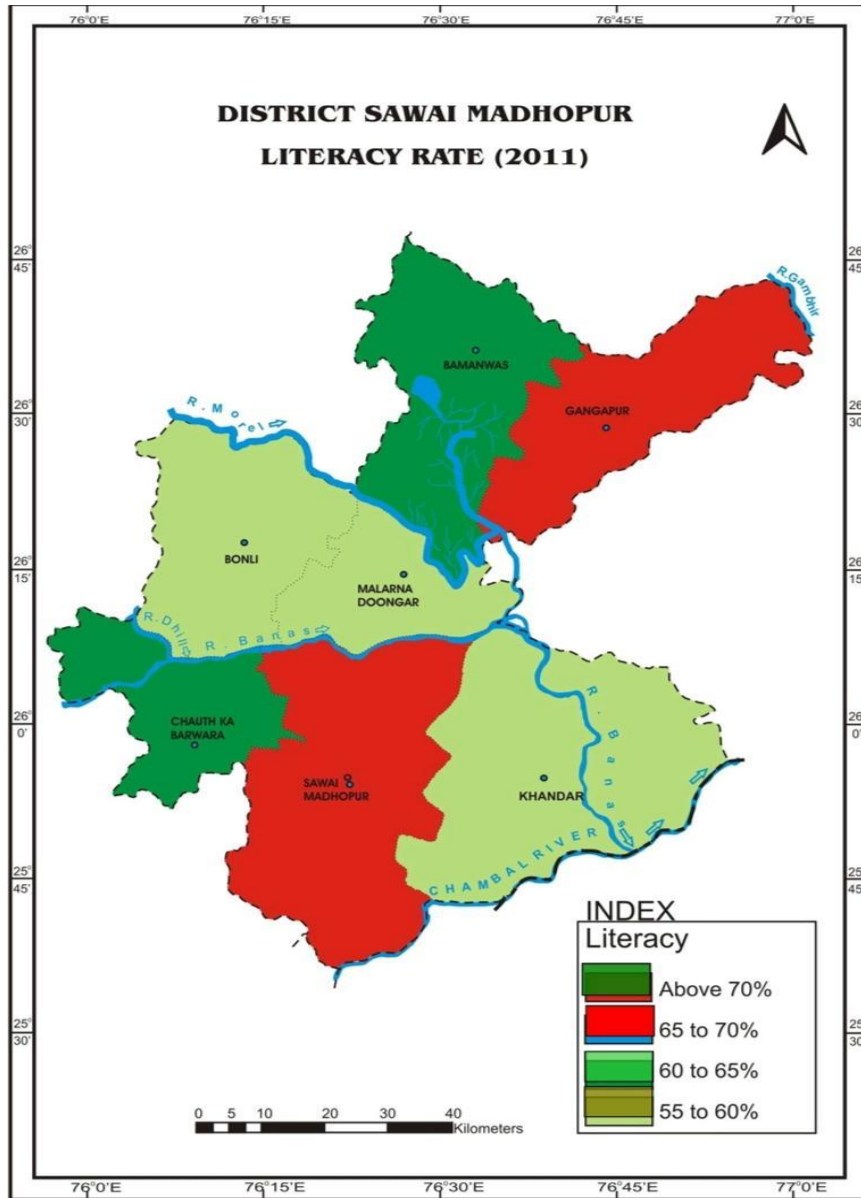 76°0'E 76°15'E 76°30'E 76°45'E 77°0'E
DISTRICT SAWAI MADHOPUR
LITERACY RATE (2011)
26° 45' 26° 45'
R.Gambhir
BAMANWAS
GANGAPUR
26° 30' 26° 30'
R. Morel
BONLI
26° 15' 26° 15'
MALARNA
DOONGAR
R.Dhil
R. Banas
26° 0' 26° 0'
CHAUTH KA
BARWARA
R. Banas
SAWAI
MADHOPUR
KHANDAR
CHAMBAL RIVER
25° 45' 25° 45'
INDEX
Literacy
Above 70%
65 to 70%
60 to 65%
55 to 60%
25° 30' 25° 30'
0 5 10 20 30 40
Kilometers
76°0'E 76°15'E 76°30'E 76°45'E 77°0'E